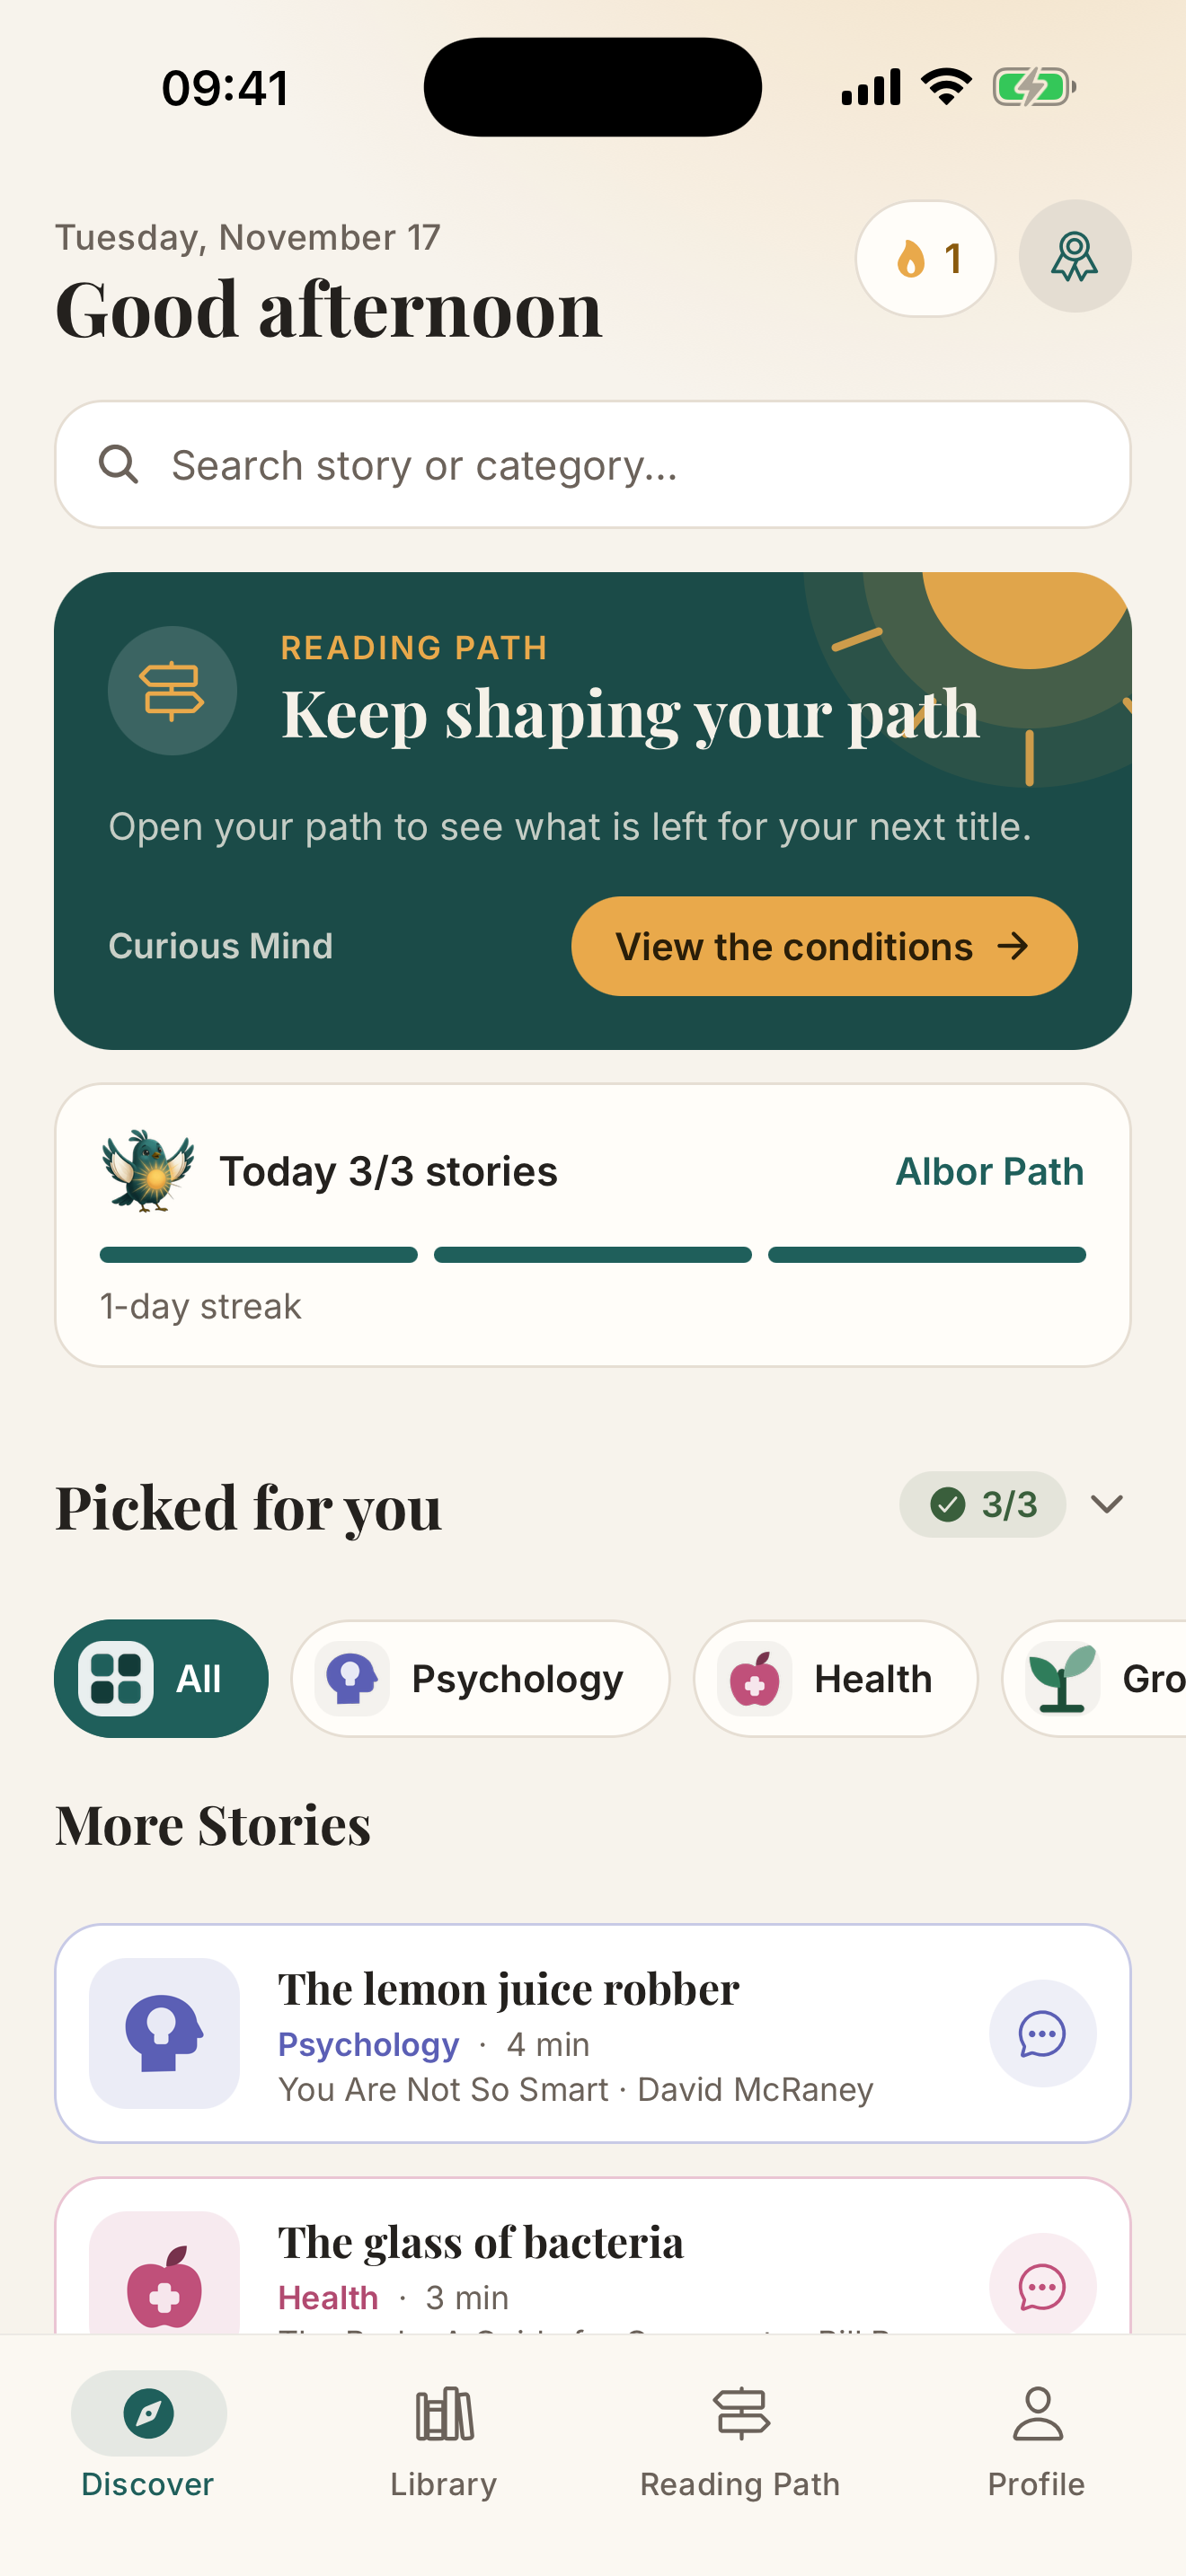 09:41
Tuesday, November 17
Good afternoon
1
Search story or category...
READING PATH
Keep shaping your path
Open your path to see what is left for your next title.
Curious Mind
View the conditions
Today 3/3 stories
Albor Path
1-day streak
Picked for you
3/3
All
Psychology
Health
Gro
More Stories
The lemon juice robber
Psychology · 4 min
You Are Not So Smart · David McRaney
The glass of bacteria
Health · 3 min
Discover
Library
Reading Path
Profile